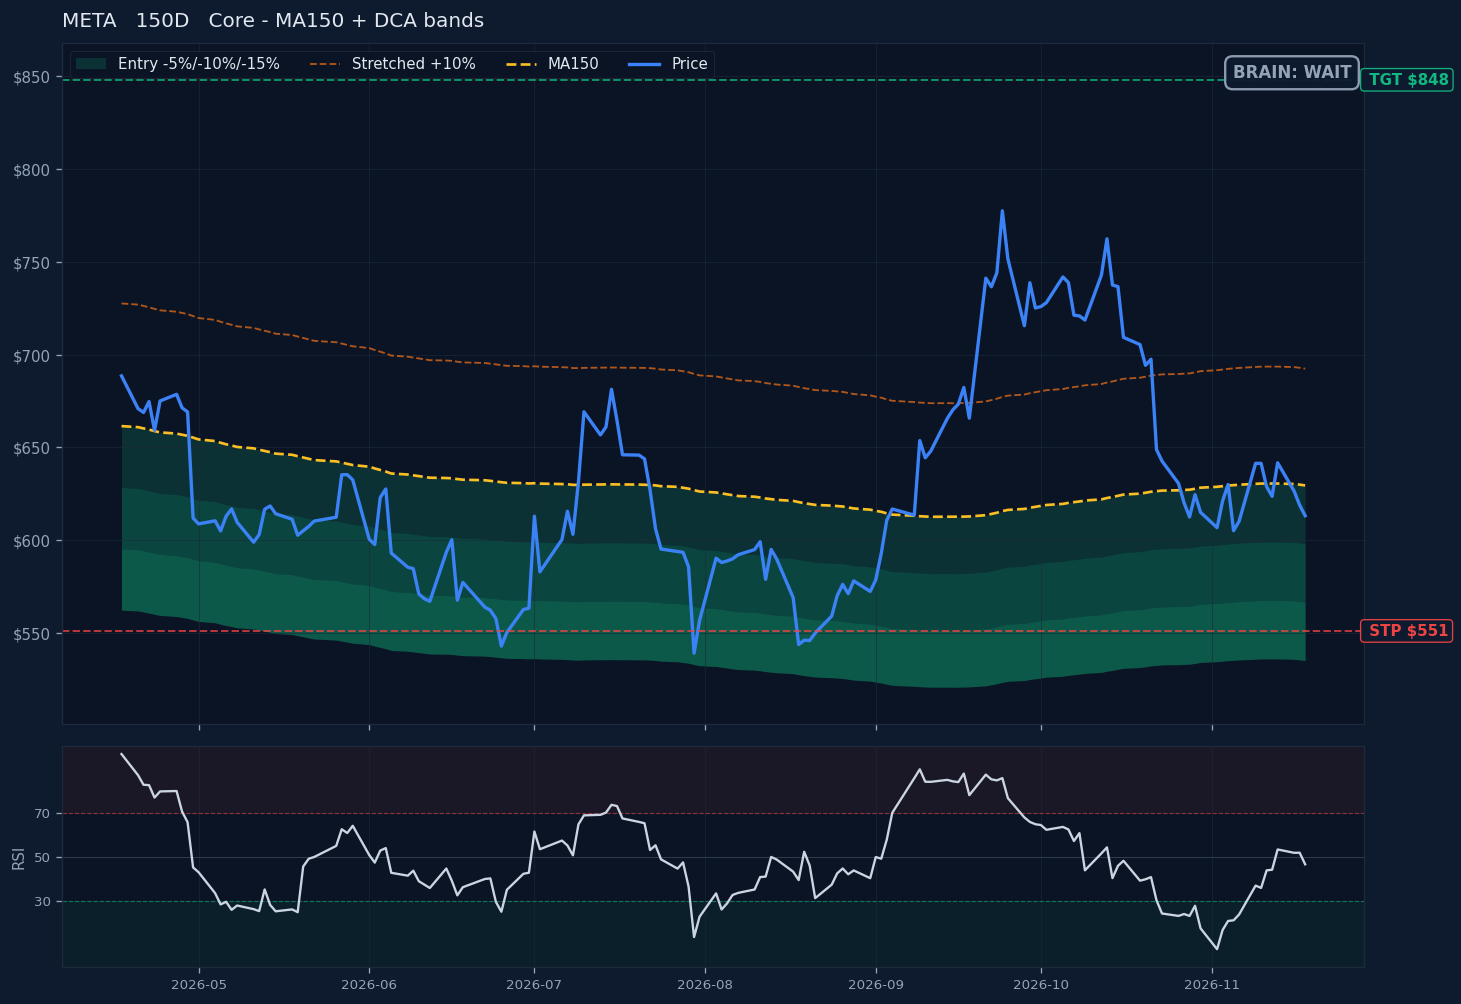 META   150D   Core - MA150 + DCA bands
Entry -5%/-10%/-15%   Stretched +10%   MA150   Price
BRAIN: WAIT
TGT $848
$850
$800
$750
$700
$650
$600
$550
STP $551
RSI
70
50
30
2026-05   2026-06   2026-07   2026-08   2026-09   2026-10   2026-11